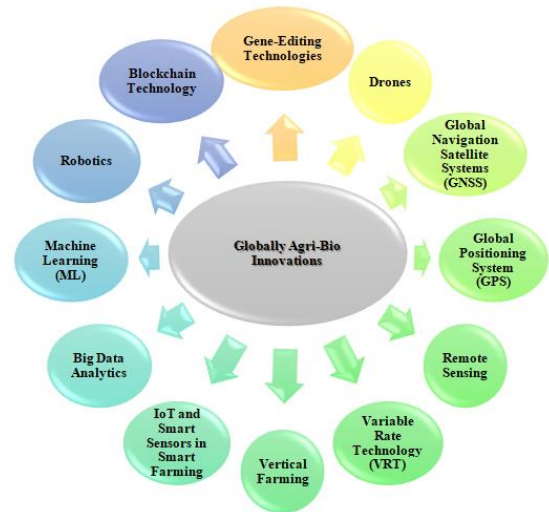 Gene-Editing
Technologies
Drones
Global
Navigation
Satellite
Systems
(GNSS)
Global
Positioning
System
(GPS)
Remote
Sensing
Variable
Rate
Technology
(VRT)
Vertical
Farming
IoT and
Smart
Sensors in
Smart
Farming
Big Data
Analytics
Machine
Learning
(ML)
Robotics
Blockchain
Technology
Globally Agri-Bio
Innovations